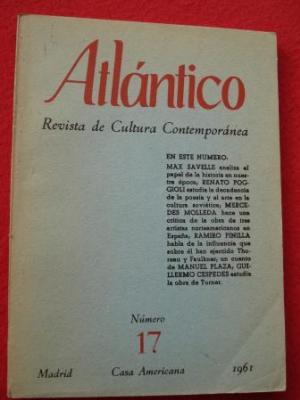 Atlántico
Revista de Cultura Contemporánea
EN ESTE NUMERO:
MAX SAVELLE analiza el
papel de la historia en nues-
tra época; RENATO POG-
GIOLI estudia la decadencia
de la poesía y el arte en la
cultura soviética; MERCE-
DES MOLLEDA hace una
crítica de la obra de tres
artistas norteamericanos en
España, RAMIRO PINILLA
habla de la influencia que
sobre él han ejercido Tho-
reau y Faulkner; un cuento
de MANUEL PLAZA, GUI-
LLERMO CESPEDES estudia
la obra de Turner.
Número
17
Madrid Casa Americana 1961